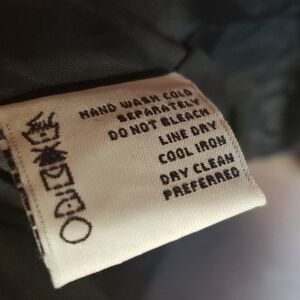 HAND WASH COLD
SEPARATELY
DO NOT BLEACH
LINE DRY
COOL IRON
DRY CLEAN
PREFERRED